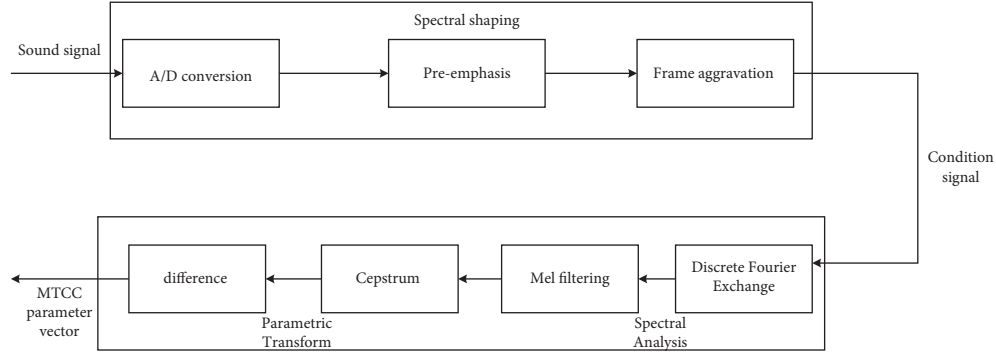 Spectral shaping
Sound signal
A/D conversion
Pre-emphasis
Frame aggravation
Condition
signal
difference
Cepstrum
Mel filtering
Discrete Fourier
Exchange
MTCC
parameter
vector
Parametric
Transform
Spectral
Analysis